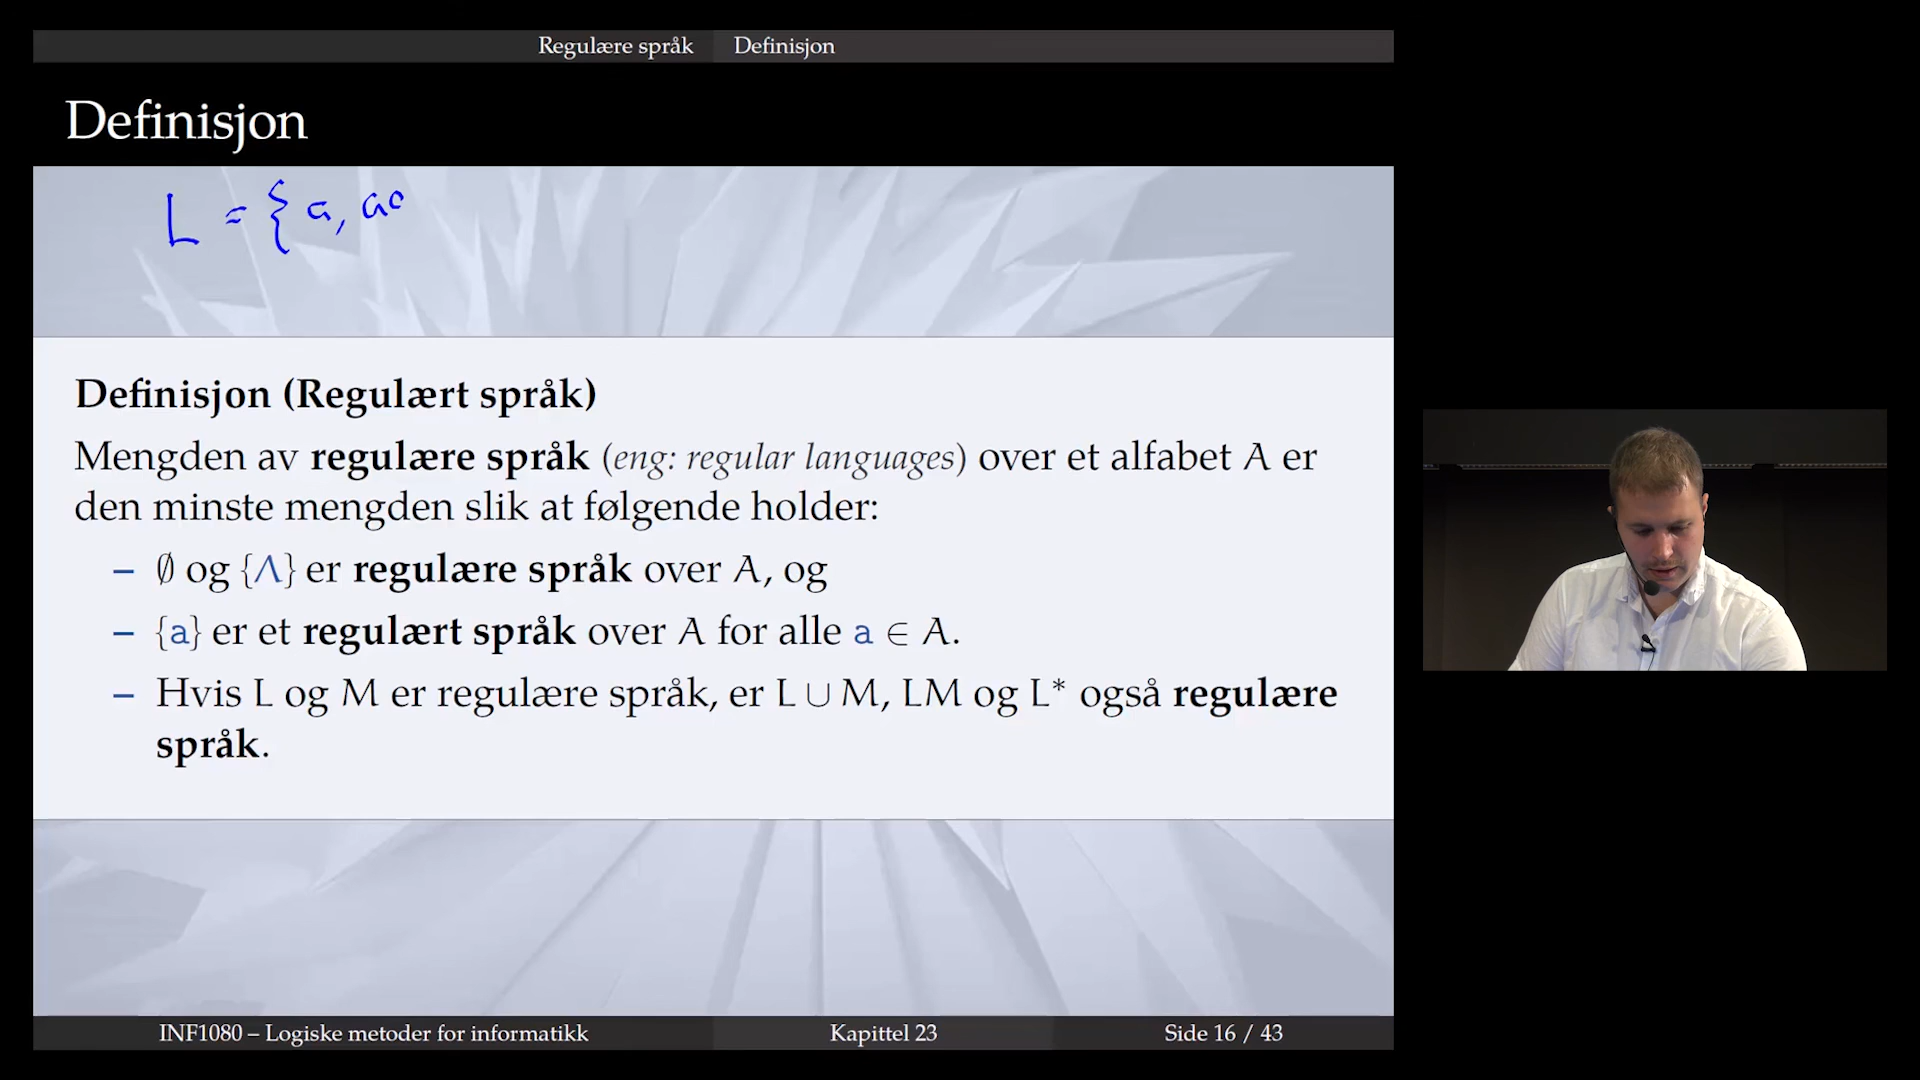 Regulære språk Definisjon
Definisjon
L = { a, aa
Definisjon (Regulært språk)
Mengden av regulære språk (eng: regular languages) over et alfabet A er
den minste mengden slik at følgende holder:
– ∅ og {Λ} er regulære språk over A, og
– {a} er et regulært språk over A for alle a ∈ A.
– Hvis L og M er regulære språk, er L ∪ M, LM og L* også regulære
språk.
INF1080 – Logiske metoder for informatikk Kapittel 23 Side 16 / 43